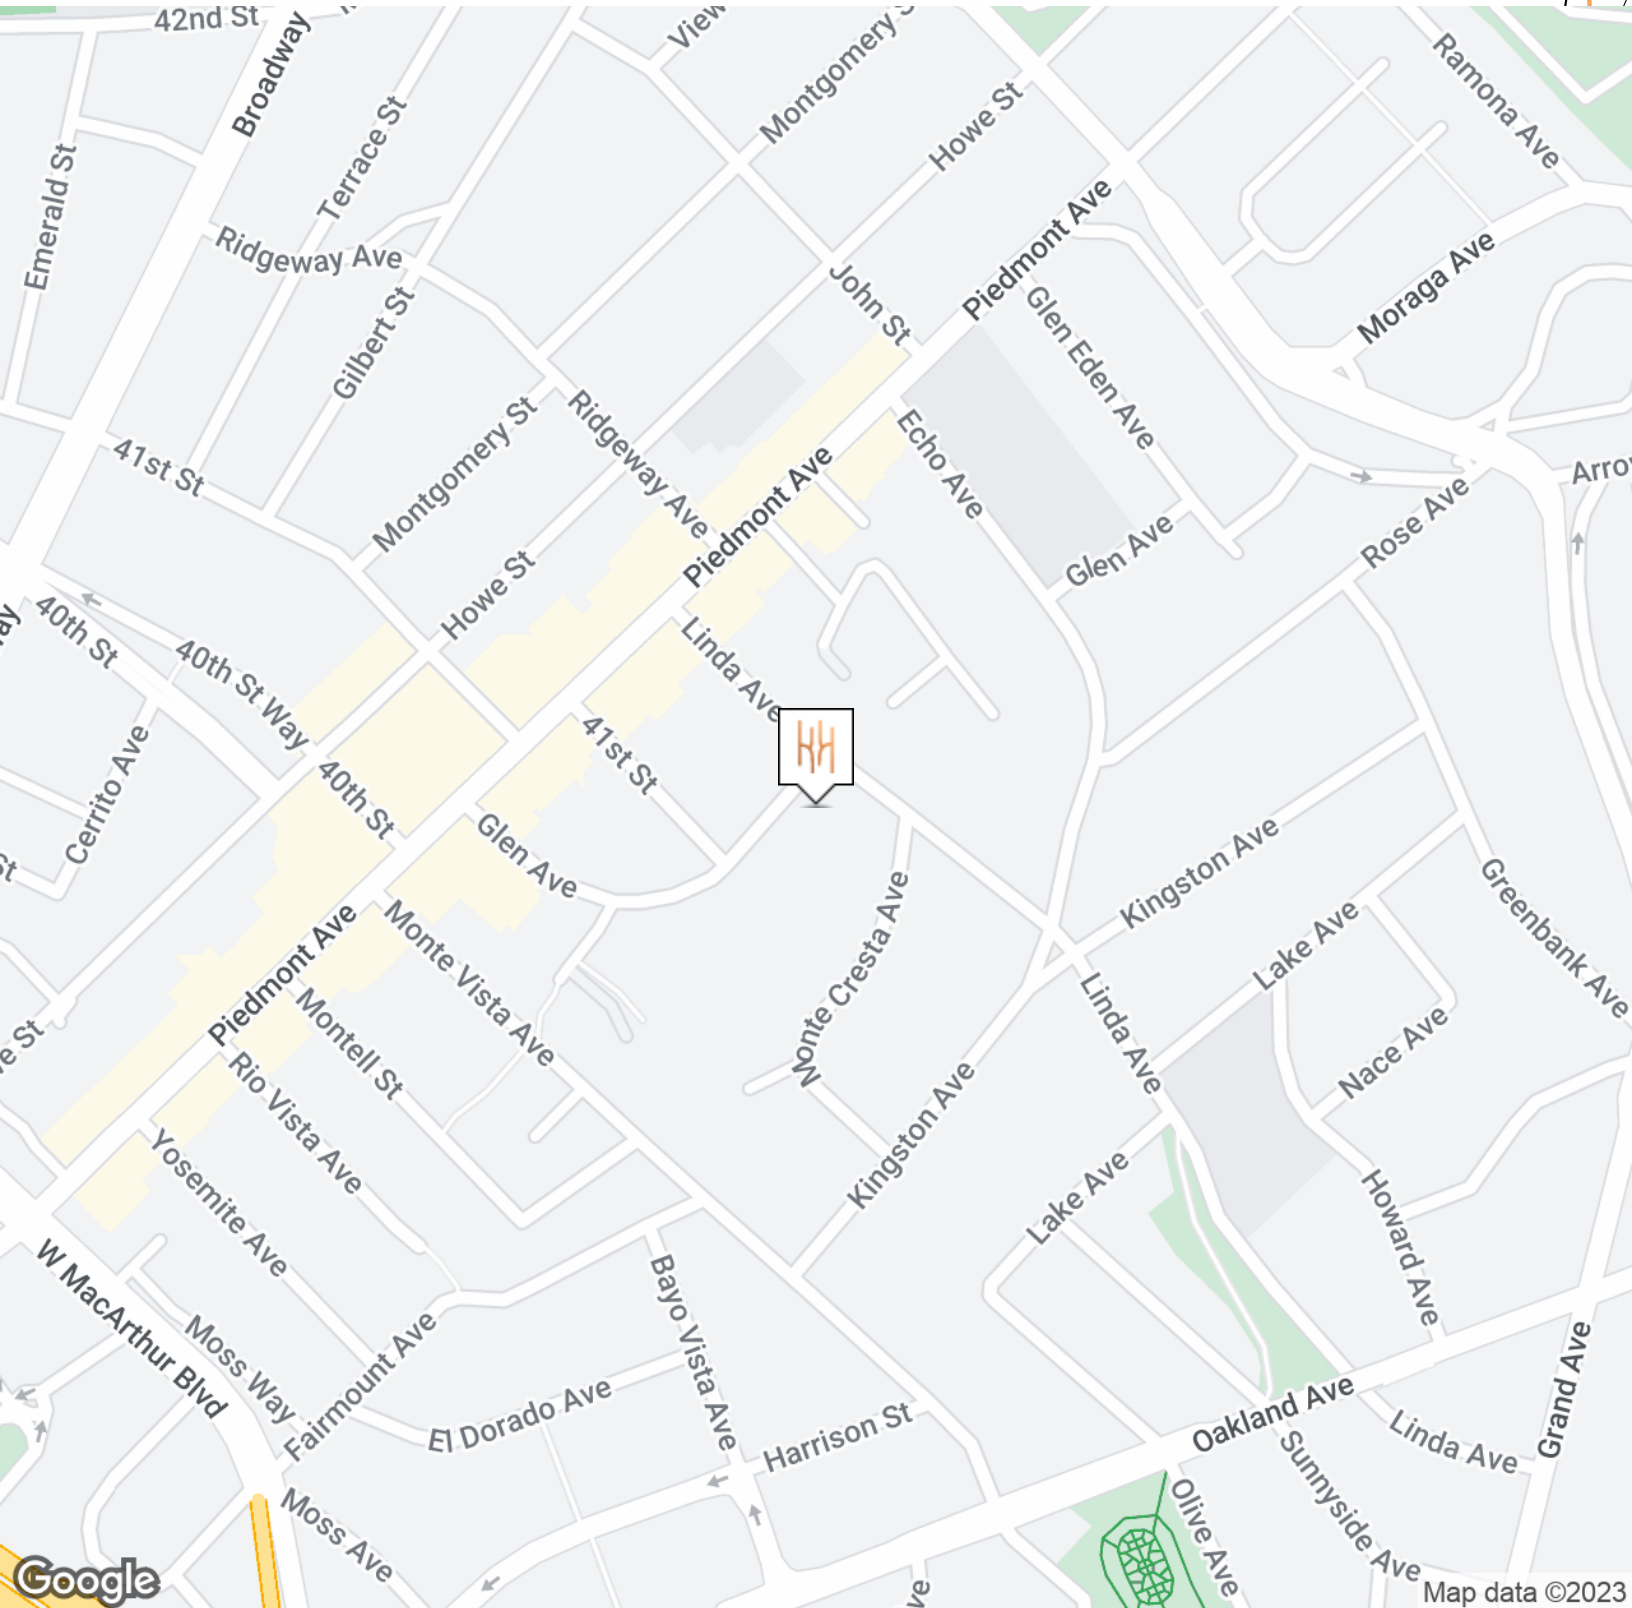 42nd St
Broadway
View
Montgomery S
Ramona Ave
Terrace St
Howe St
Emerald St
Ridgeway Ave
Piedmont Ave
Moraga Ave
John St
Gilbert St
Glen Eden Ave
Montgomery St
Ridgeway Ave
Echo Ave
41st St
Piedmont Ave
Arro
Rose Ave
Glen Ave
Howe St
40th St
Linda Ave
40th St Way
41st St
Cerrito Ave
40th St
Glen Ave
Kingston Ave
Greenbank Ave
Monte Cresta Ave
Lake Ave
Piedmont Ave
Monte Vista Ave
Linda Ave
Montell St
Nace Ave
Rio Vista Ave
Kingston Ave
Yosemite Ave
Lake Ave
Howard Ave
W MacArthur Blvd
Bayo Vista Ave
Moss Way
Fairmount Ave
Grand Ave
El Dorado Ave
Oakland Ave
Harrison St
Linda Ave
Sunnyside Ave
Olive Ave
Moss Ave
Google
Map data ©2023